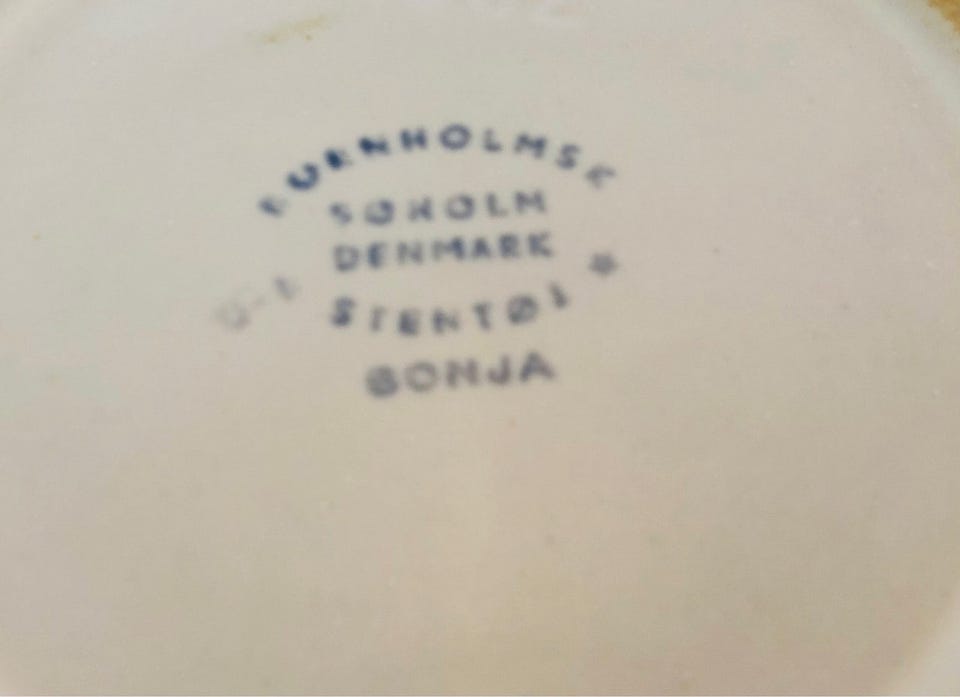 BORNHOLMSK
SØHOLM
DENMARK
STENTØJ *
SONJA